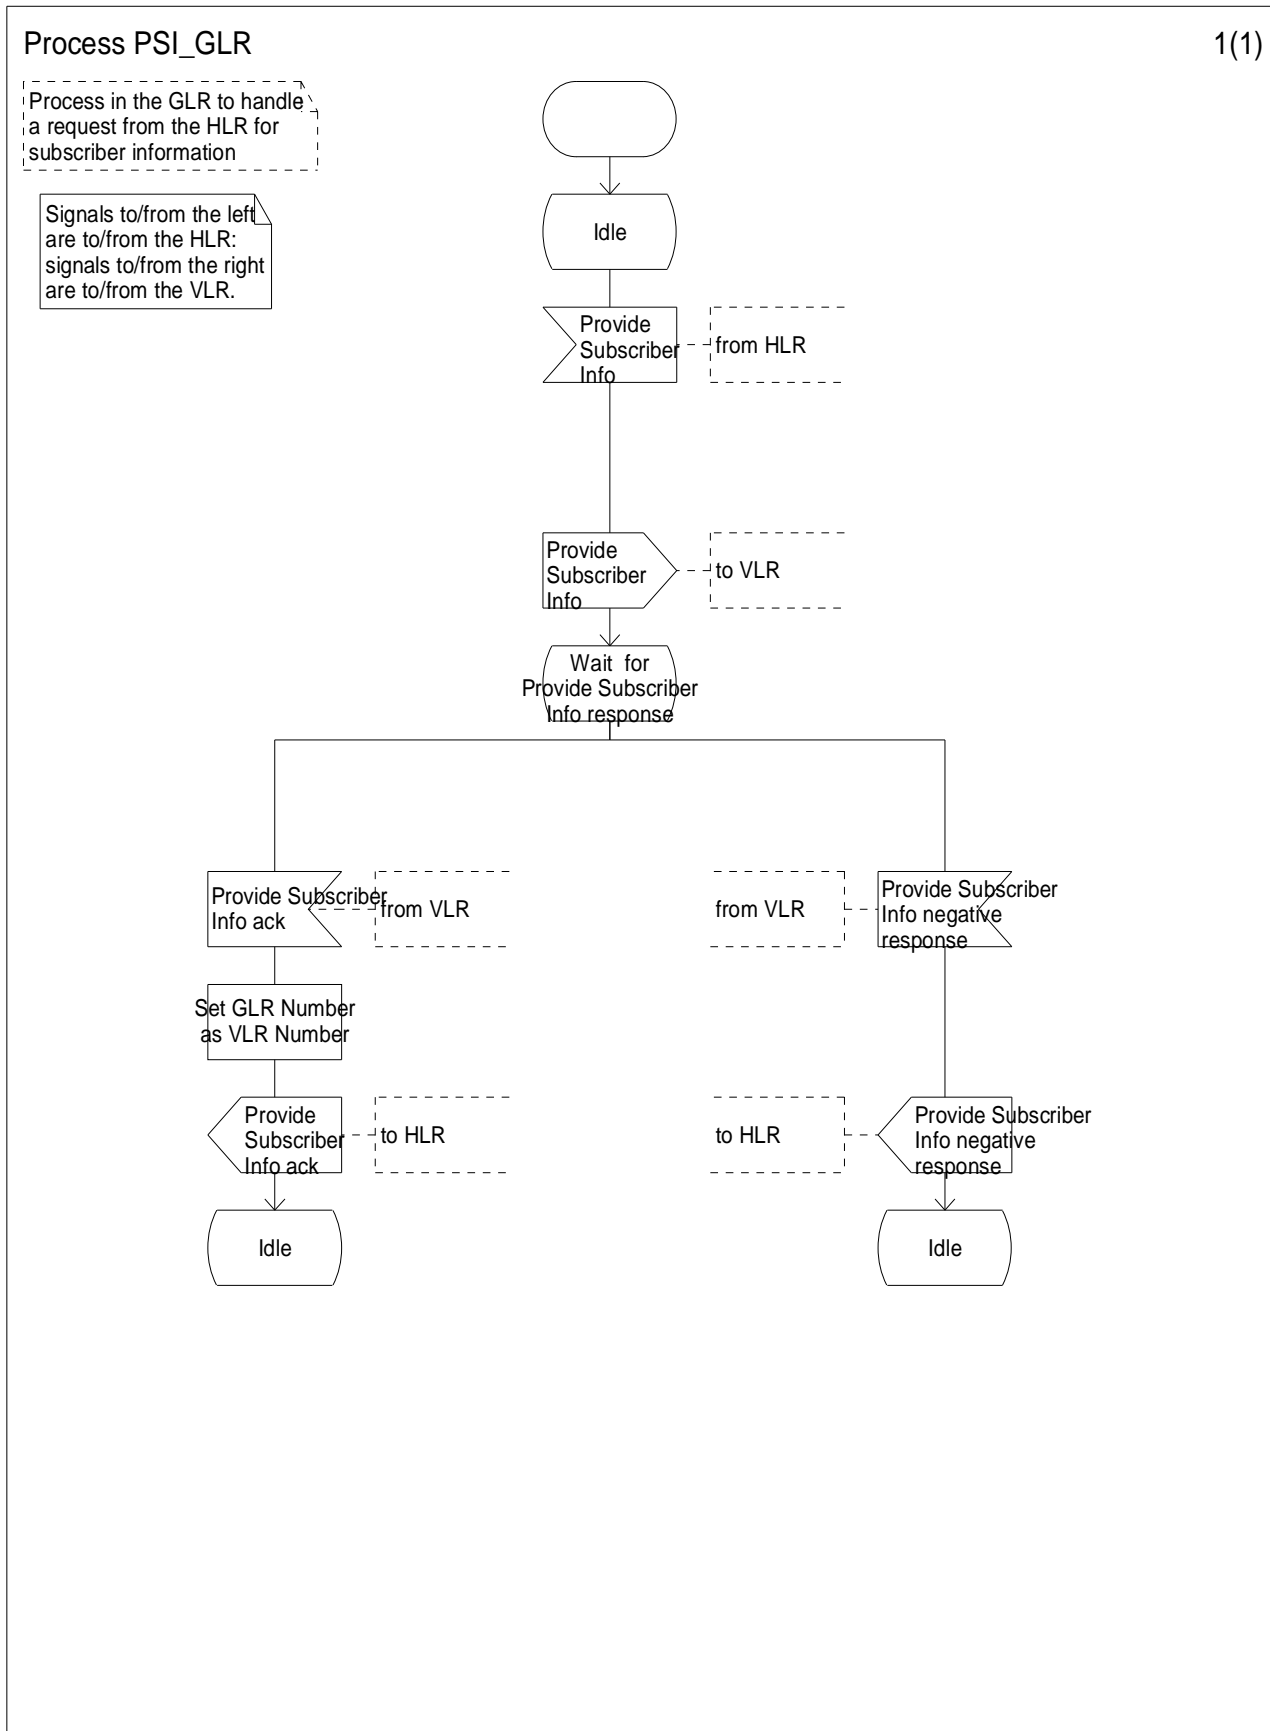 Process PSI_GLR
1(1)
Process in the GLR to handle
a request from the HLR for
subscriber information
Signals to/from the left
are to/from the HLR:
signals to/from the right
are to/from the VLR.
Idle
Provide
Subscriber
Info
from HLR
Provide
Subscriber
Info
to VLR
Wait for
Provide Subscriber
Info response
Provide Subscriber
Info ack
from VLR
from VLR
Provide Subscriber
Info negative
response
Set GLR Number
as VLR Number
Provide
Subscriber
Info ack
to HLR
to HLR
Provide Subscriber
Info negative
response
Idle
Idle